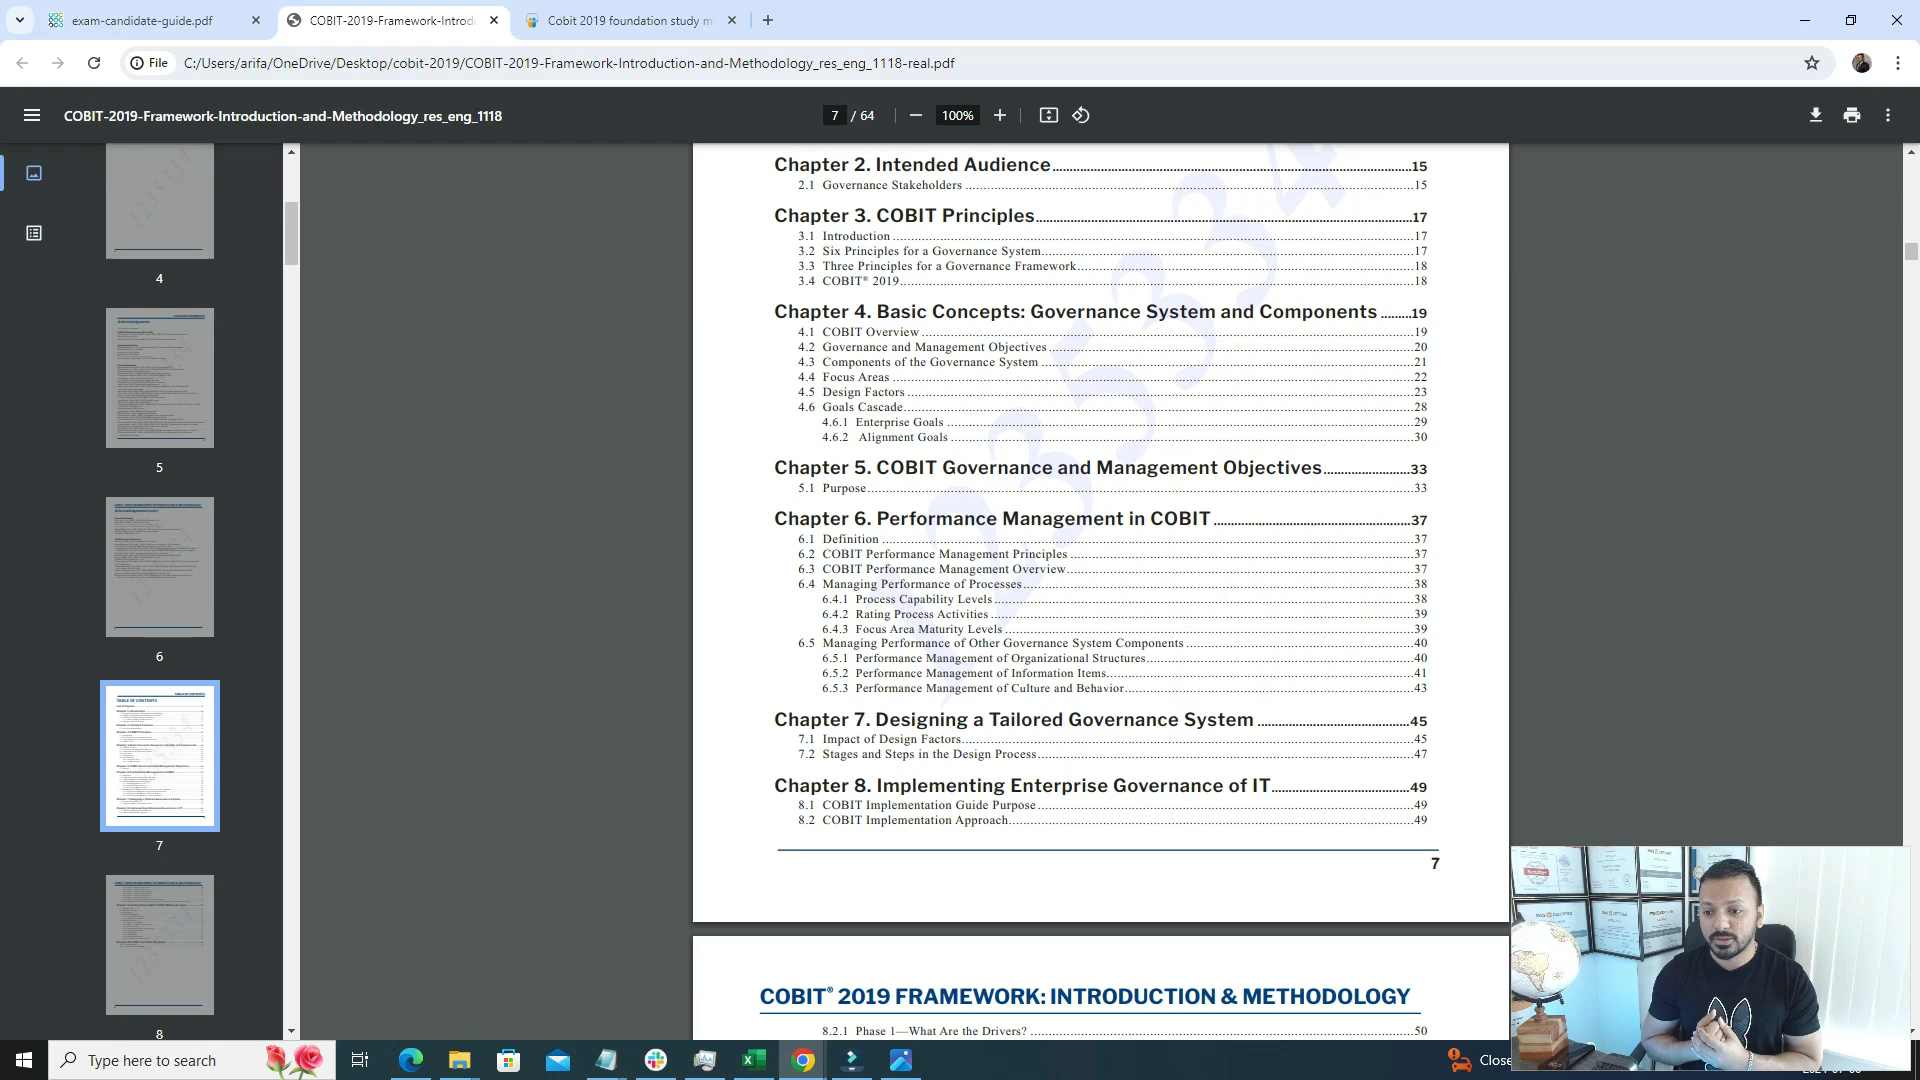 exam-candidate-guide.pdf
COBIT-2019-Framework-Introd
Cobit 2019 foundation study m
File
C:/Users/arifa/OneDrive/Desktop/cobit-2019/COBIT-2019-Framework-Introduction-and-Methodology_res_eng_1118-real.pdf
COBIT-2019-Framework-Introduction-and-Methodology_res_eng_1118
7 / 64
100%
4
5
6
7
8
Chapter 2. Intended Audience 15
2.1 Governance Stakeholders 15
Chapter 3. COBIT Principles 17
3.1 Introduction 17
3.2 Six Principles for a Governance System 17
3.3 Three Principles for a Governance Framework 18
3.4 COBIT® 2019 18
Chapter 4. Basic Concepts: Governance System and Components 19
4.1 COBIT Overview 19
4.2 Governance and Management Objectives 20
4.3 Components of the Governance System 21
4.4 Focus Areas 22
4.5 Design Factors 23
4.6 Goals Cascade 28
4.6.1 Enterprise Goals 29
4.6.2 Alignment Goals 30
Chapter 5. COBIT Governance and Management Objectives 33
5.1 Purpose 33
Chapter 6. Performance Management in COBIT 37
6.1 Definition 37
6.2 COBIT Performance Management Principles 37
6.3 COBIT Performance Management Overview 37
6.4 Managing Performance of Processes 38
6.4.1 Process Capability Levels 38
6.4.2 Rating Process Activities 39
6.4.3 Focus Area Maturity Levels 39
6.5 Managing Performance of Other Governance System Components 40
6.5.1 Performance Management of Organizational Structures 40
6.5.2 Performance Management of Information Items 41
6.5.3 Performance Management of Culture and Behavior 43
Chapter 7. Designing a Tailored Governance System 45
7.1 Impact of Design Factors 45
7.2 Stages and Steps in the Design Process 47
Chapter 8. Implementing Enterprise Governance of IT 49
8.1 COBIT Implementation Guide Purpose 49
8.2 COBIT Implementation Approach 49
7
COBIT® 2019 FRAMEWORK: INTRODUCTION & METHODOLOGY
8.2.1 Phase 1—What Are the Drivers? 50
1235334
Type here to search
Close